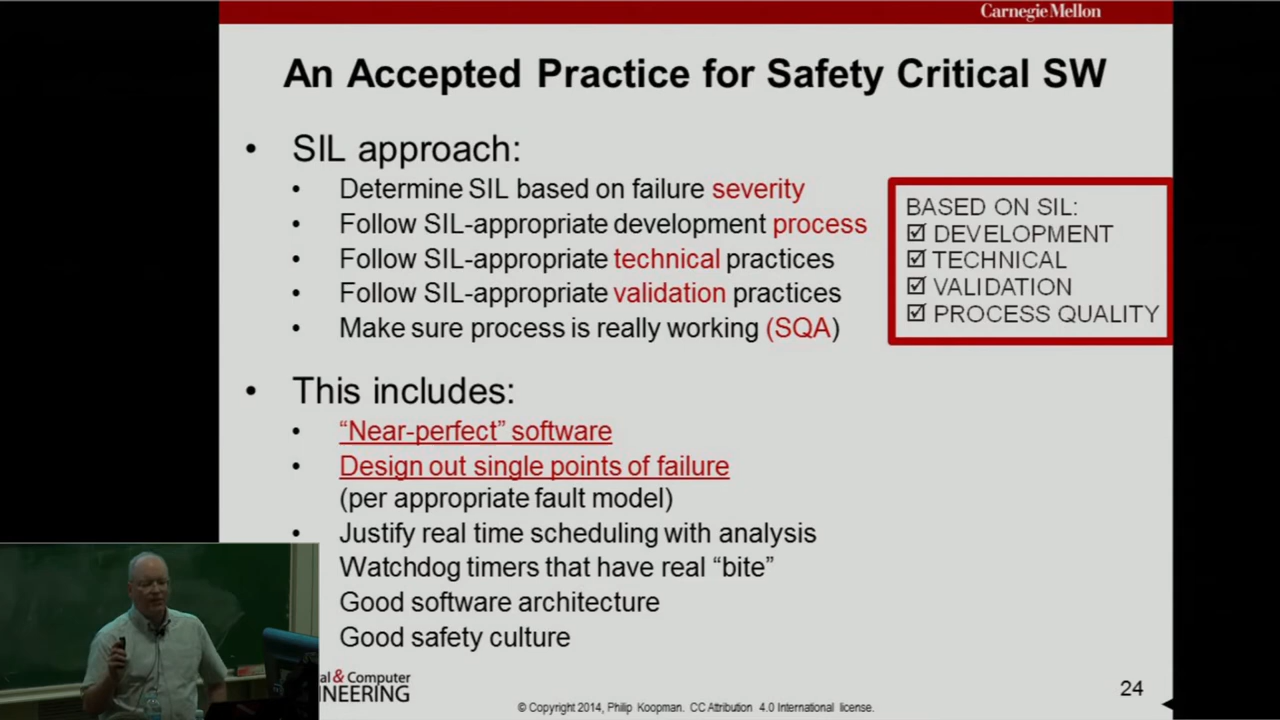 Carnegie Mellon
An Accepted Practice for Safety Critical SW
• SIL approach:
• Determine SIL based on failure severity
• Follow SIL-appropriate development process
• Follow SIL-appropriate technical practices
• Follow SIL-appropriate validation practices
• Make sure process is really working (SQA)
BASED ON SIL:
☑ DEVELOPMENT
☑ TECHNICAL
☑ VALIDATION
☑ PROCESS QUALITY
• This includes:
• “Near-perfect” software
• Design out single points of failure
(per appropriate fault model)
• Justify real time scheduling with analysis
Watchdog timers that have real “bite”
Good software architecture
Good safety culture
al & Computer
NEERING
© Copyright 2014, Philip Koopman. CC Attribution 4.0 International license.
24